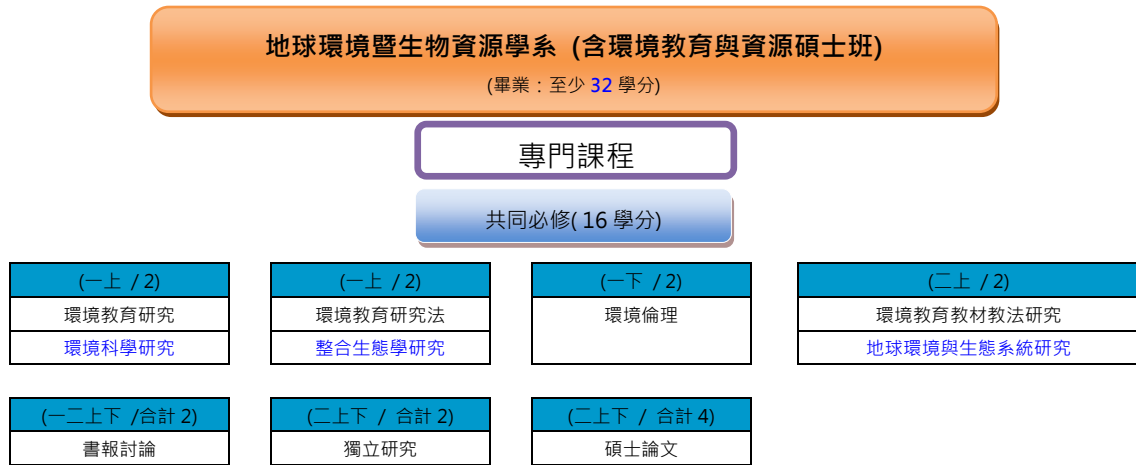 地球環境暨生物資源學系 (含環境教育與資源碩士班)
(畢業：至少 32 學分)
專門課程
共同必修( 16 學分)
(一上 / 2)
環境教育研究
環境科學研究
(一上 / 2)
環境教育研究法
整合生態學研究
(一下 / 2)
環境倫理
(二上 / 2)
環境教育教材教法研究
地球環境與生態系統研究
(一二上下 /合計 2)
書報討論
(二上下 / 合計 2)
獨立研究
(二上下 / 合計 4)
碩士論文